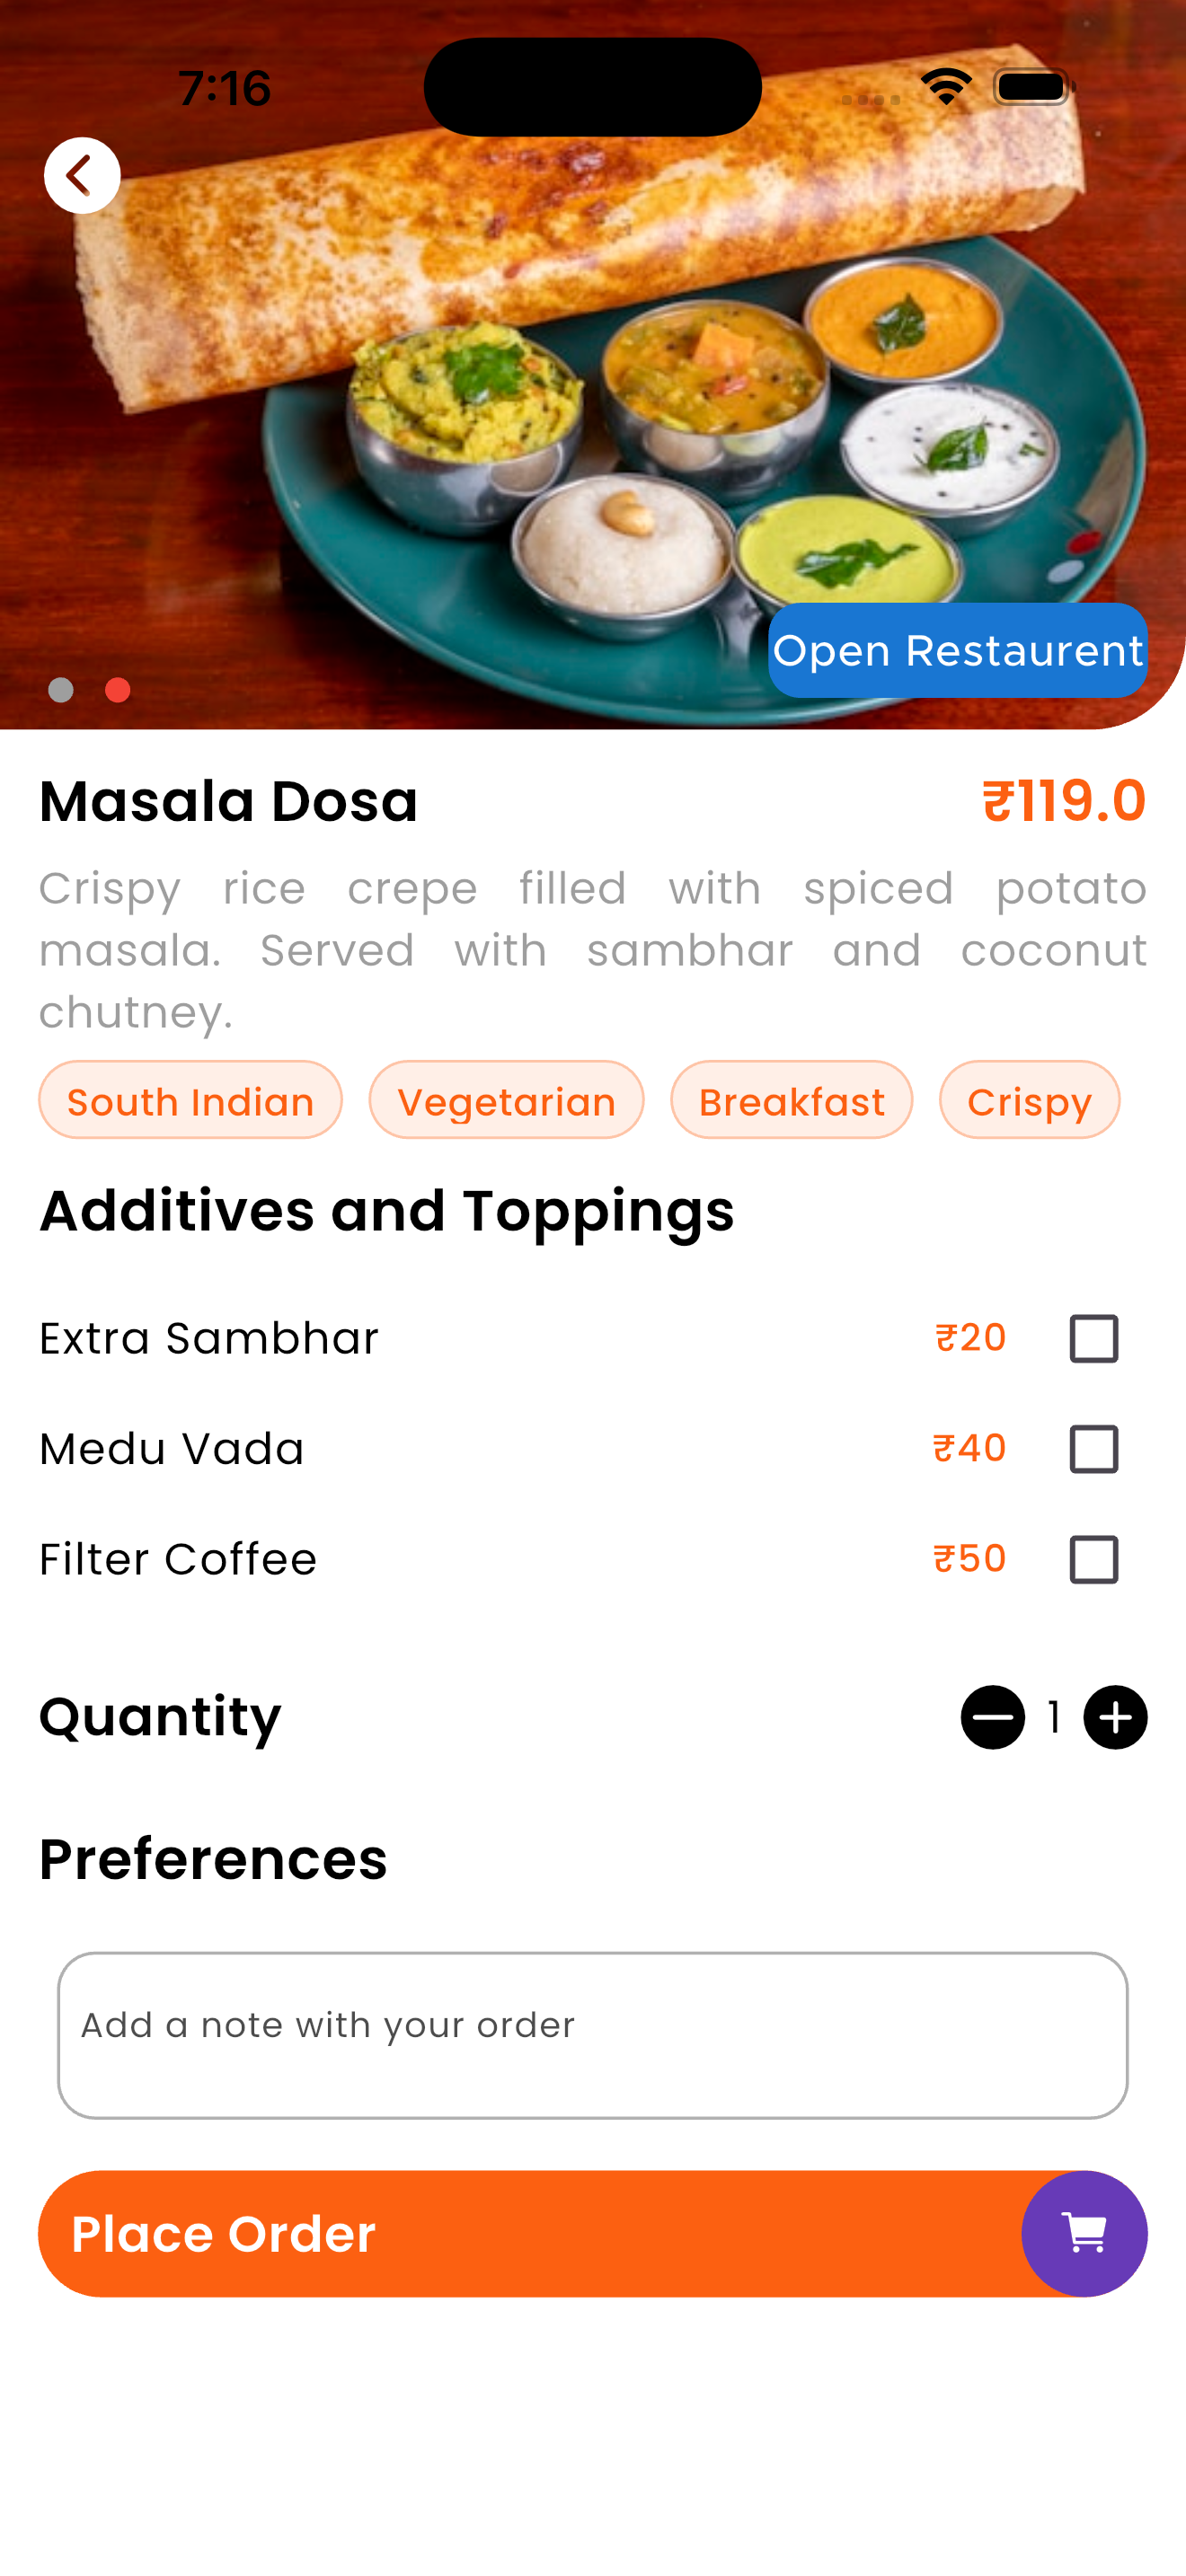 7:16
Open Restaurent
Masala Dosa
₹119.0
Crispy rice crepe filled with spiced potato
masala. Served with sambhar and coconut
chutney.
South Indian
Vegetarian
Breakfast
Crispy
Additives and Toppings
Extra Sambhar
₹20
Medu Vada
₹40
Filter Coffee
₹50
Quantity
1
Preferences
Add a note with your order
Place Order